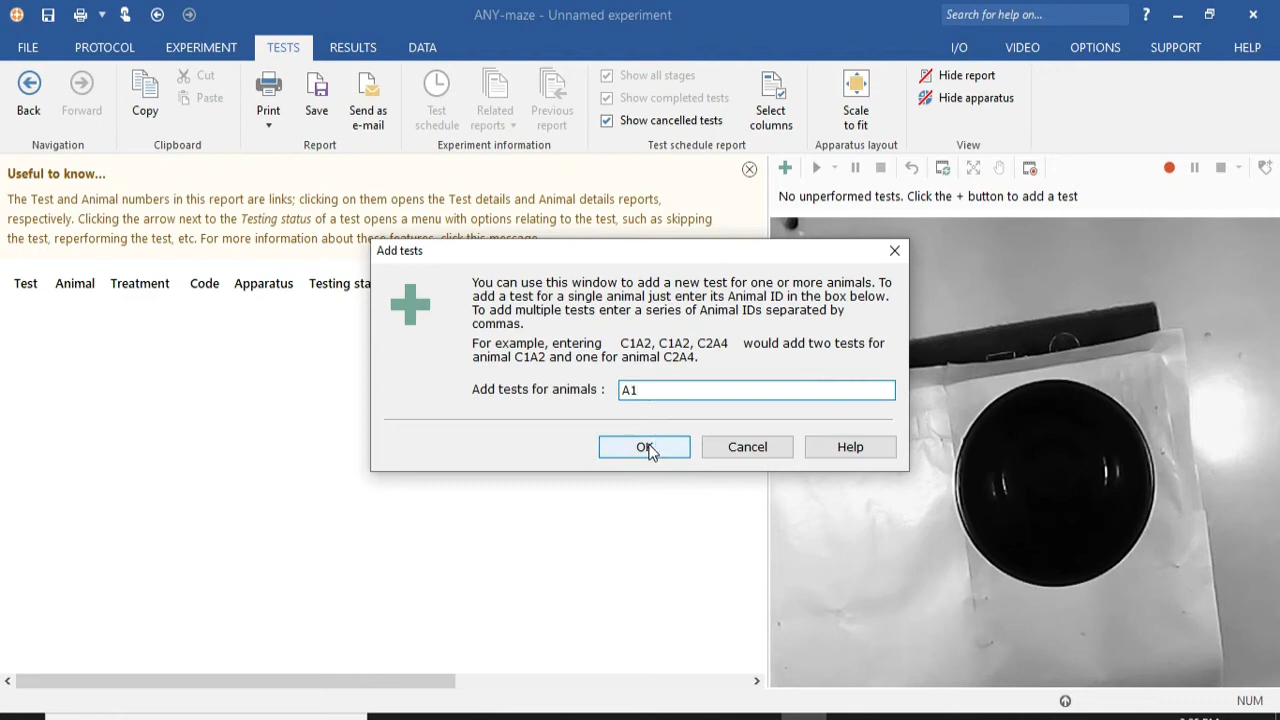 ANY-maze - Unnamed experiment
Search for help on...
?
FILE PROTOCOL EXPERIMENT TESTS RESULTS DATA I/O VIDEO OPTIONS SUPPORT HELP
Back
Forward
Navigation
Copy
Cut
Paste
Clipboard
Print
Save
Send as
e-mail
Report
Test
schedule
Related
reports
Previous
report
Experiment information
Show all stages
Show completed tests
Show cancelled tests
Select
columns
Test schedule report
Scale
to fit
Apparatus layout
Hide report
Hide apparatus
View
Useful to know...
The Test and Animal numbers in this report are links; clicking on them opens the Test details and Animal details reports,
respectively. Clicking the arrow next to the Testing status of a test opens a menu with options relating to the test, such as skipping
the test, reperforming the test, etc. For more information about these features, click this message.
Test Animal Treatment Code Apparatus Testing sta
No unperformed tests. Click the + button to add a test
Add tests
You can use this window to add a new test for one or more animals. To
add a test for a single animal just enter its Animal ID in the box below.
To add multiple tests enter a series of Animal IDs separated by
commas.
For example, entering C1A2, C1A2, C2A4 would add two tests for
animal C1A2 and one for animal C2A4.
Add tests for animals :
A1
OK
Cancel
Help
NUM